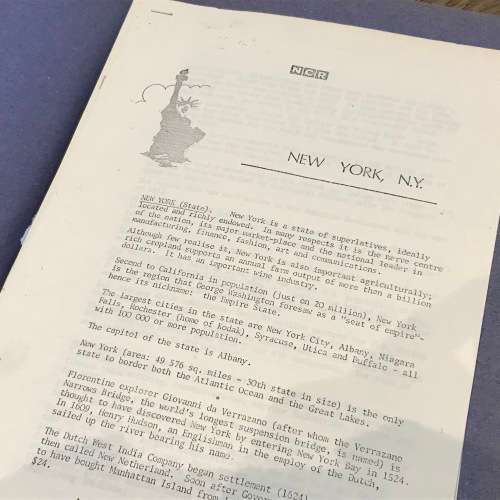 NCR
NEW YORK, N.Y.
NEW YORK (State). New York is a state of superlatives, ideally
located and richly endowed. In many respects it is the nerve centre
of the nation, its major market-place and the national leader in
manufacturing, finance, fashion, art and communications.
Although few realise it, New York is also important agriculturally;
rich cropland supports an annual farm output of more then a billion
dollars. It has an important wine industry.
Second to California in population (just on 20 million), New York
is the region that George Washington foresaw as a "seat of empire"-
hence its nickname: the Empire State.
The largest cities in the state are New York City, Albany, Niagara
Falls, Rochester (home of Kodak), Syracuse, Utica and Buffalo - all
with 100 000 or more population.
The capitol of the state is Albany.
New York (area: 49 576 sq. miles - 30th state in size) is the only
state to border both the Atlantic Ocean and the Great Lakes.
Florentine explorer Giovanni da Verrazano (after whom the Verrazano
Narrows Bridge, the world's longest suspension bridge, is named) is
thought to have discovered New York by entering New York Bay in 1524.
In 1609, Henry Hudson, an Englishman in the employ of the Dutch,
sailed up the river bearing his name.
The Dutch West India Company began settlement (1624)
then called New Netherland. Soon after Gover
to have bought Manhattan Island from
$24.